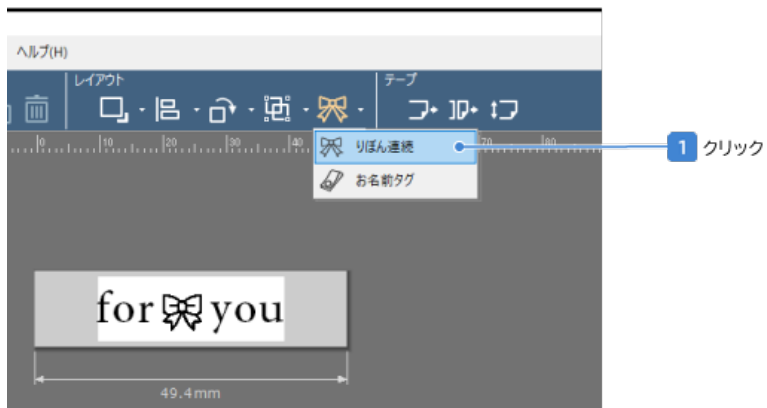 ヘルプ(H)
レイアウト
テープ
0 10 20 30 40 70 80
りぼん連続
1 クリック
お名前タグ
for you
49.4mm